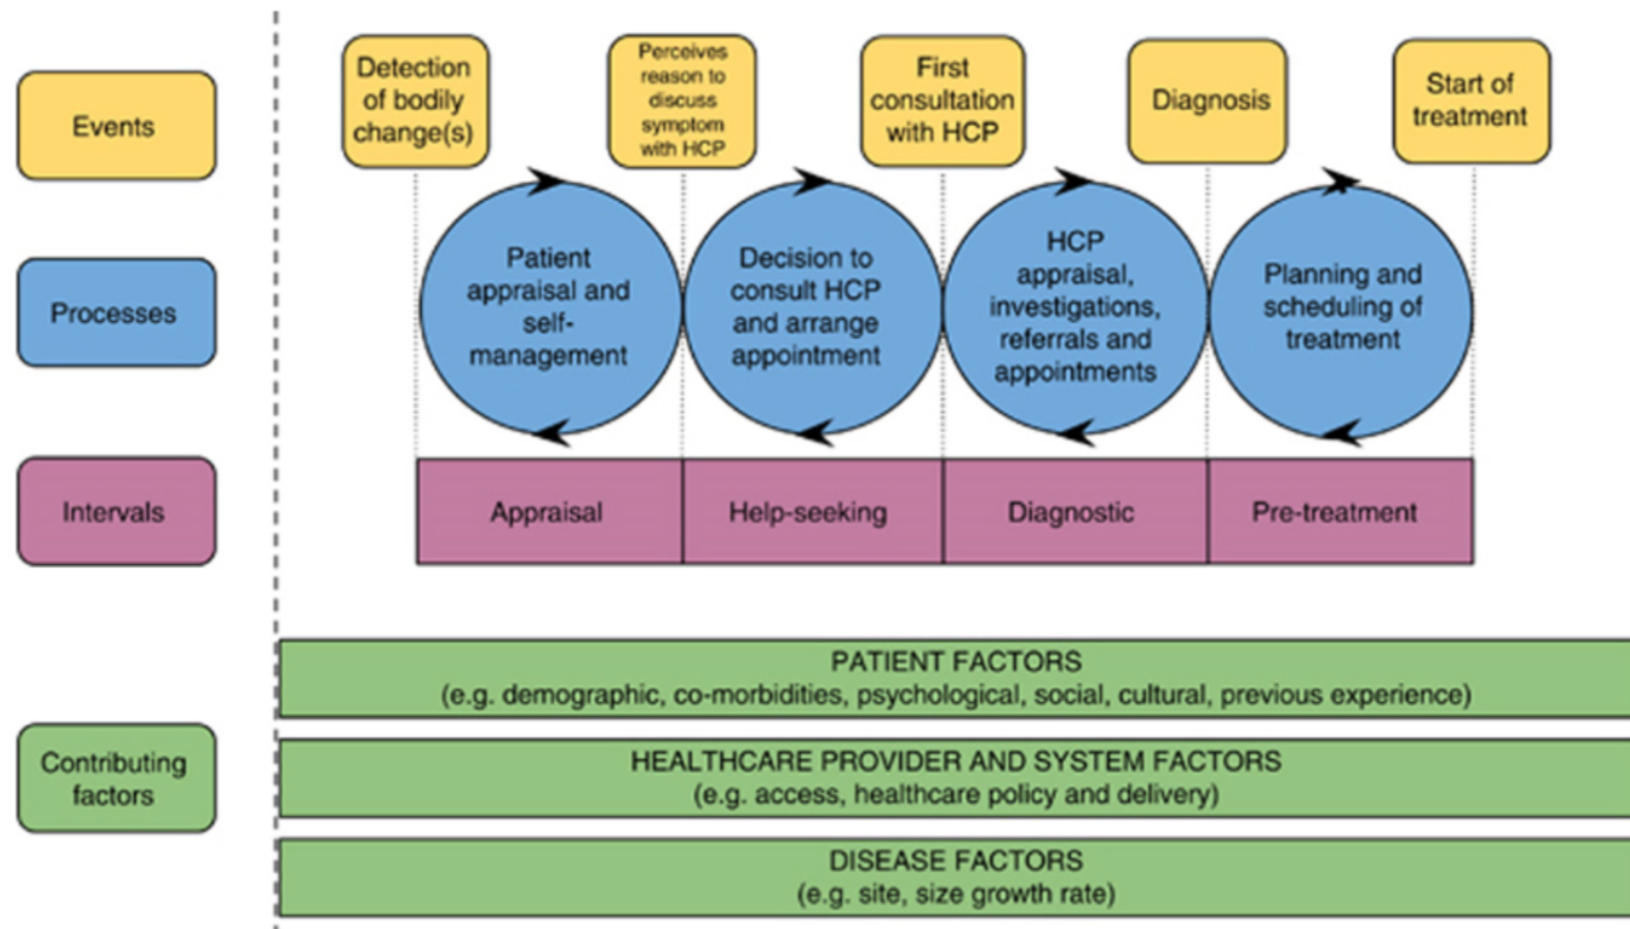 Events
Detection
of bodily
change(s)
Perceives
reason to
discuss
symptom
with HCP
First
consultation
with HCP
Diagnosis
Start of
treatment
Processes
Patient
appraisal and
self-
management
Decision to
consult HCP
and arrange
appointment
HCP
appraisal,
investigations,
referrals and
appointments
Planning and
scheduling of
treatment
Intervals
Appraisal
Help-seeking
Diagnostic
Pre-treatment
Contributing
factors
PATIENT FACTORS
(e.g. demographic, co-morbidities, psychological, social, cultural, previous experience)
HEALTHCARE PROVIDER AND SYSTEM FACTORS
(e.g. access, healthcare policy and delivery)
DISEASE FACTORS
(e.g. site, size growth rate)